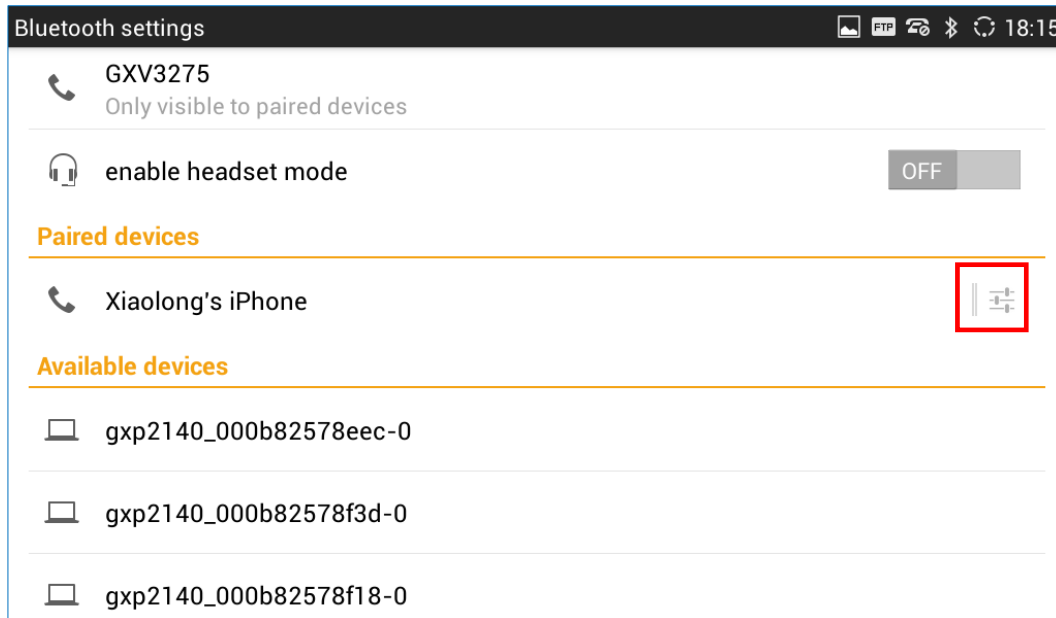 Bluetooth settings FTP 18:15
GXV3275
Only visible to paired devices
enable headset mode OFF
Paired devices
Xiaolong's iPhone
Available devices
gxp2140_000b82578eec-0
gxp2140_000b82578f3d-0
gxp2140_000b82578f18-0